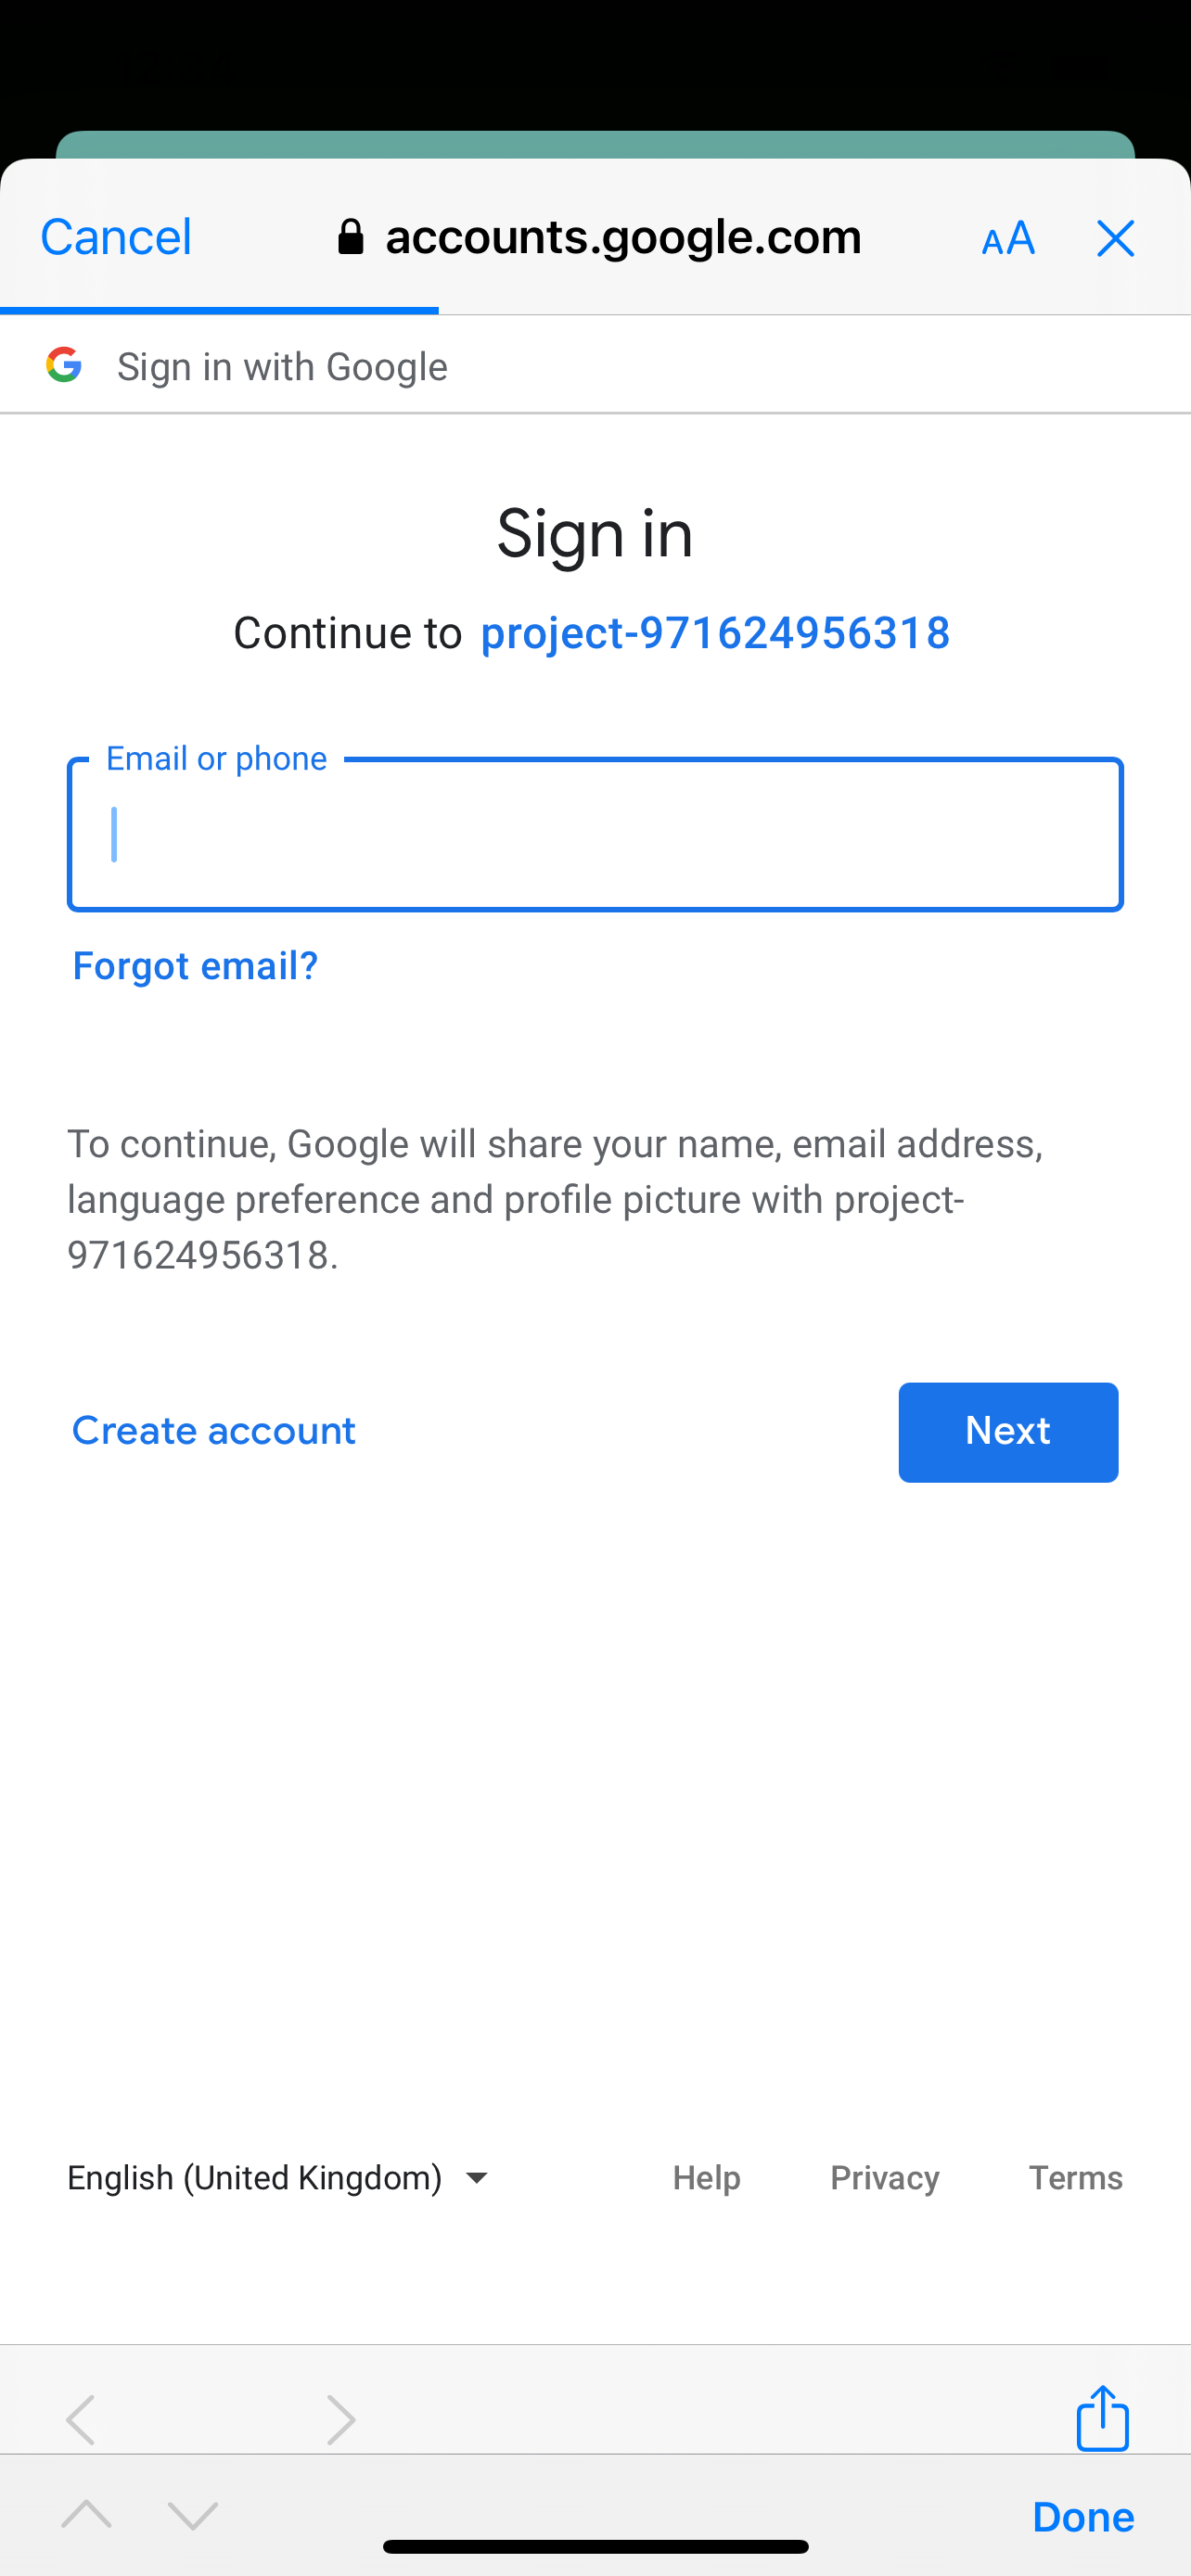 Cancel accounts.google.com AA
Sign in with Google
Sign in
Continue to project-971624956318
Email or phone
Forgot email?
To continue, Google will share your name, email address,
language preference and profile picture with project-
971624956318.
Create account Next
English (United Kingdom) Help Privacy Terms
Done